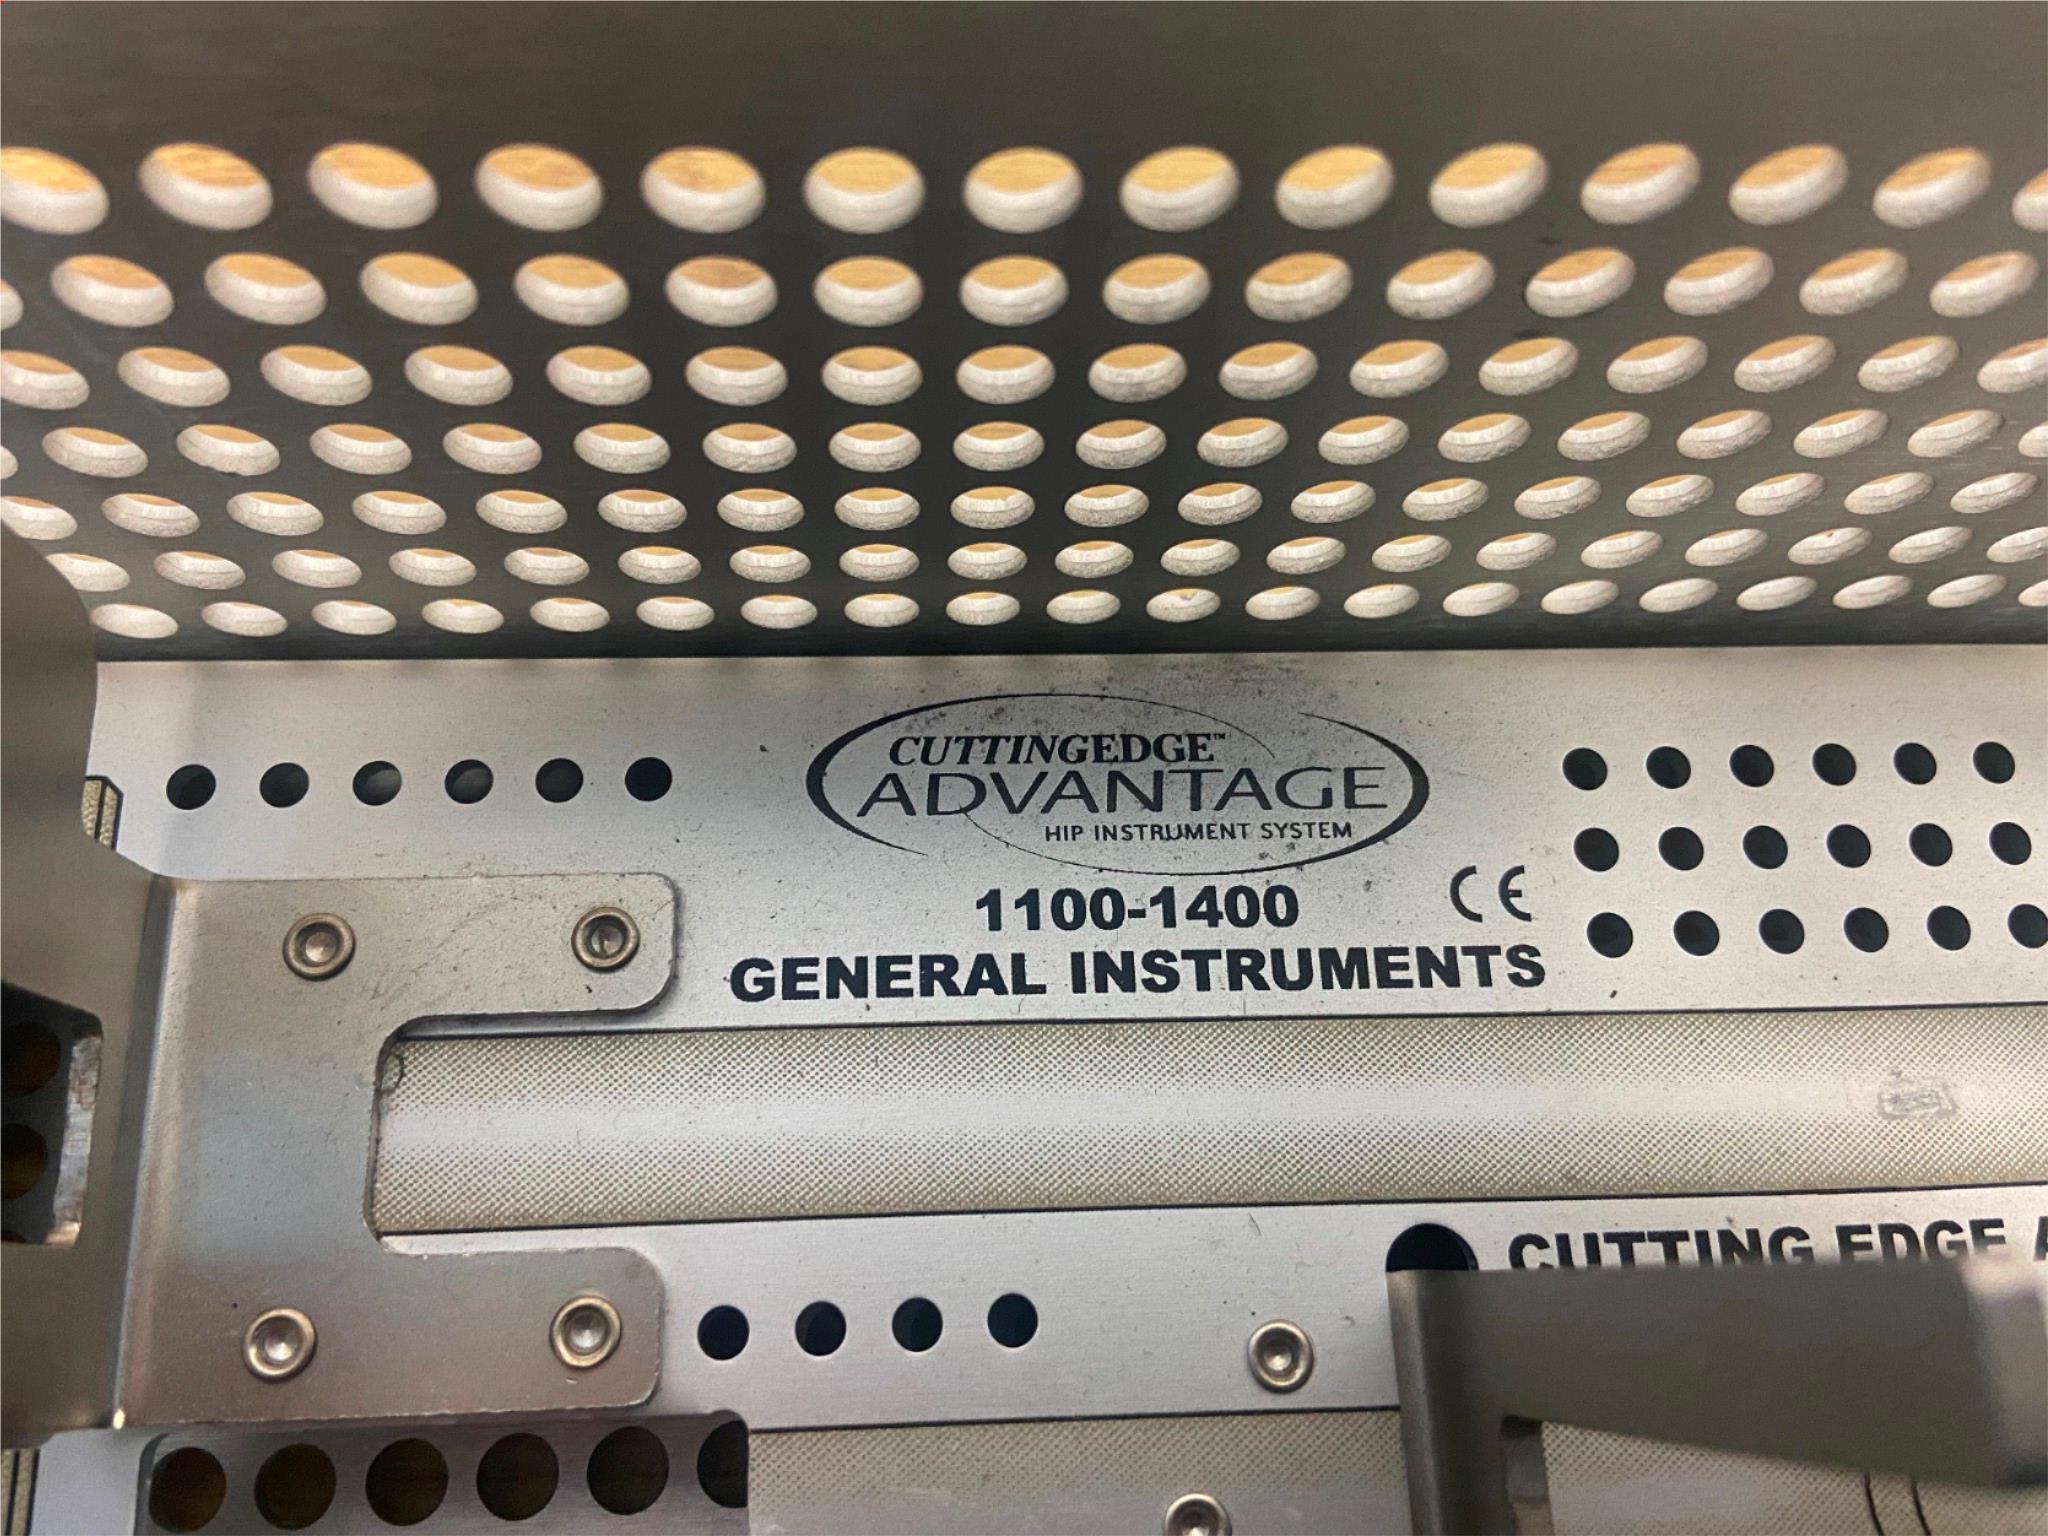 CUTTINGEDGE™
ADVANTAGE
HIP INSTRUMENT SYSTEM
1100-1400
CE
GENERAL INSTRUMENTS
CUTTING EDGE